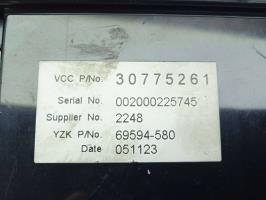 VCC P/No. 30775261
Serial No. 002000225745
Supplier No. 2248
YZK P/No. 69594-580
Date 051123